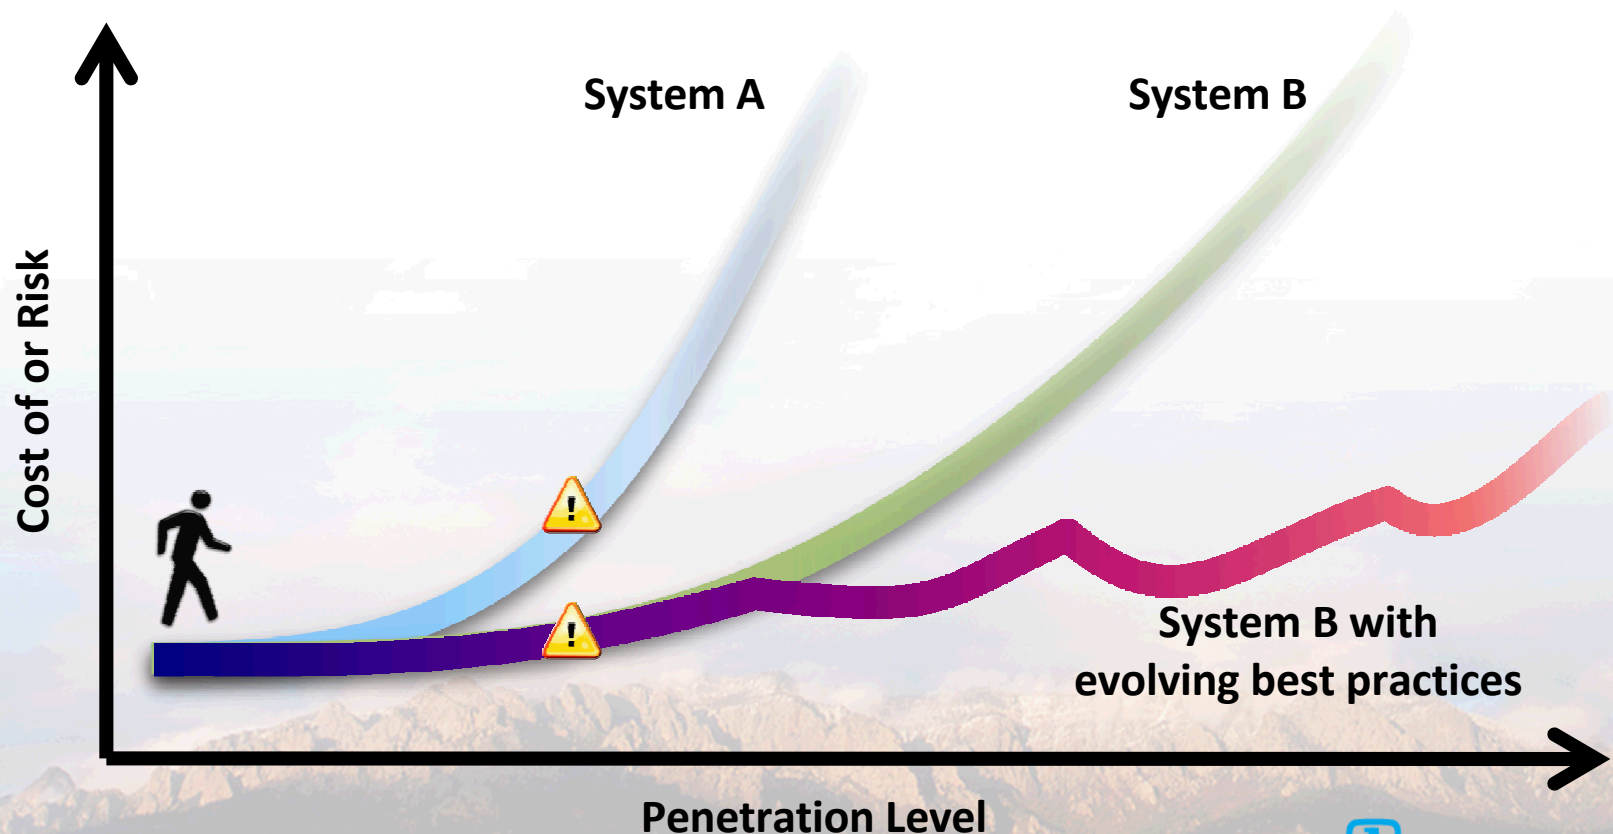 System A
System B
Cost of or Risk
!
!
System B with
evolving best practices
Penetration Level